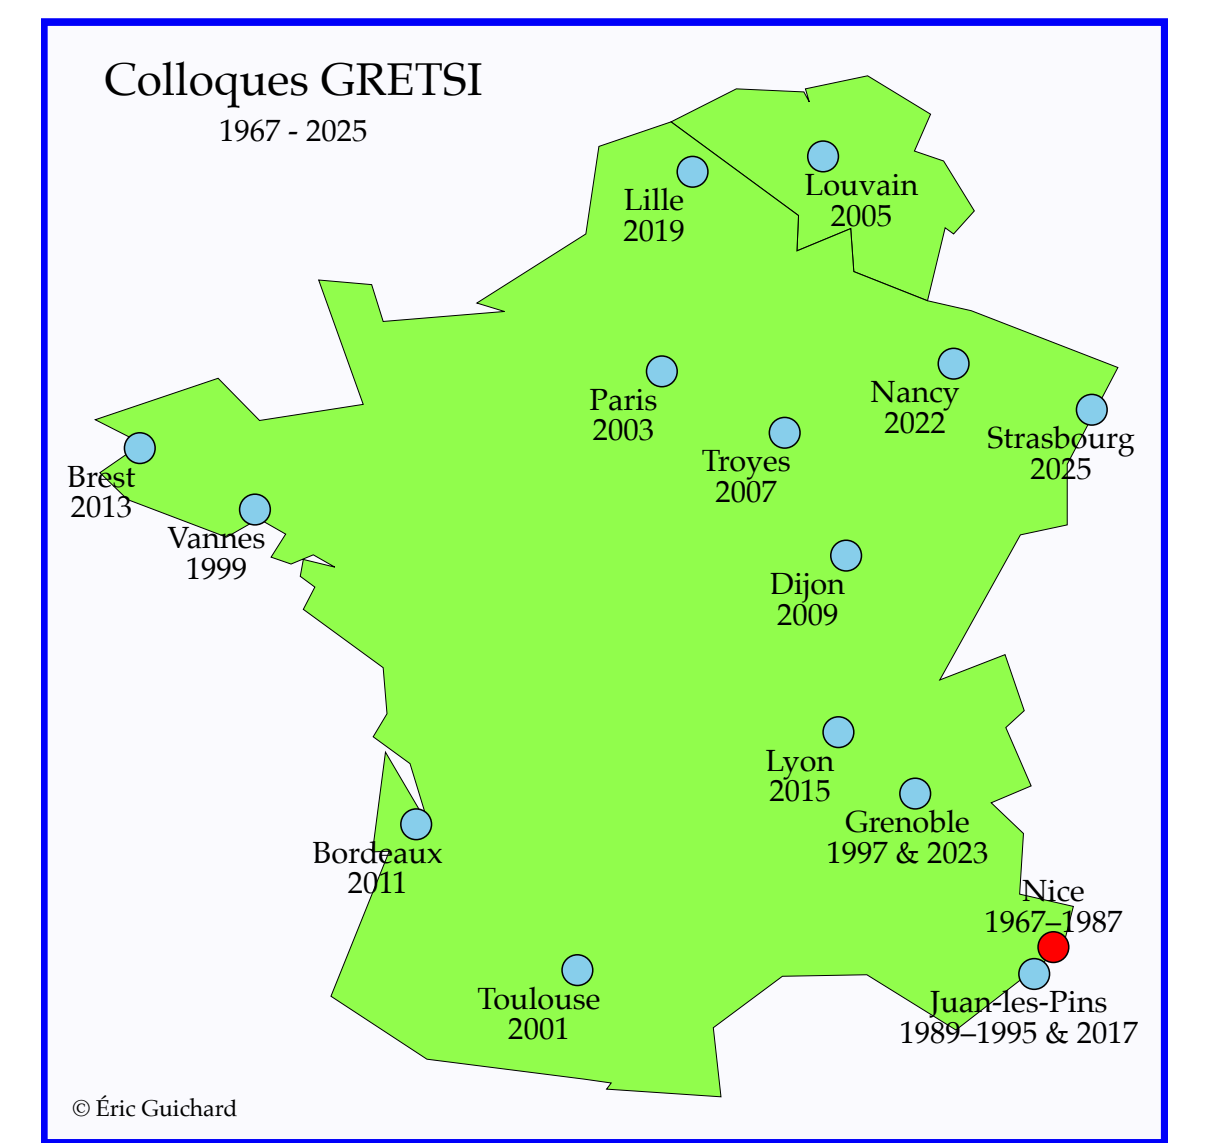 Colloques GRETSI
1967 - 2025
Lille
2019
Louvain
2005
Paris
2003
Nancy
2022
Troyes
2007
Strasbourg
2025
Brest
2013
Vannes
1999
Dijon
2009
Lyon
2015
Grenoble
1997 & 2023
Bordeaux
2011
Nice
1967–1987
Toulouse
2001
Juan-les-Pins
1989–1995 & 2017
© Éric Guichard